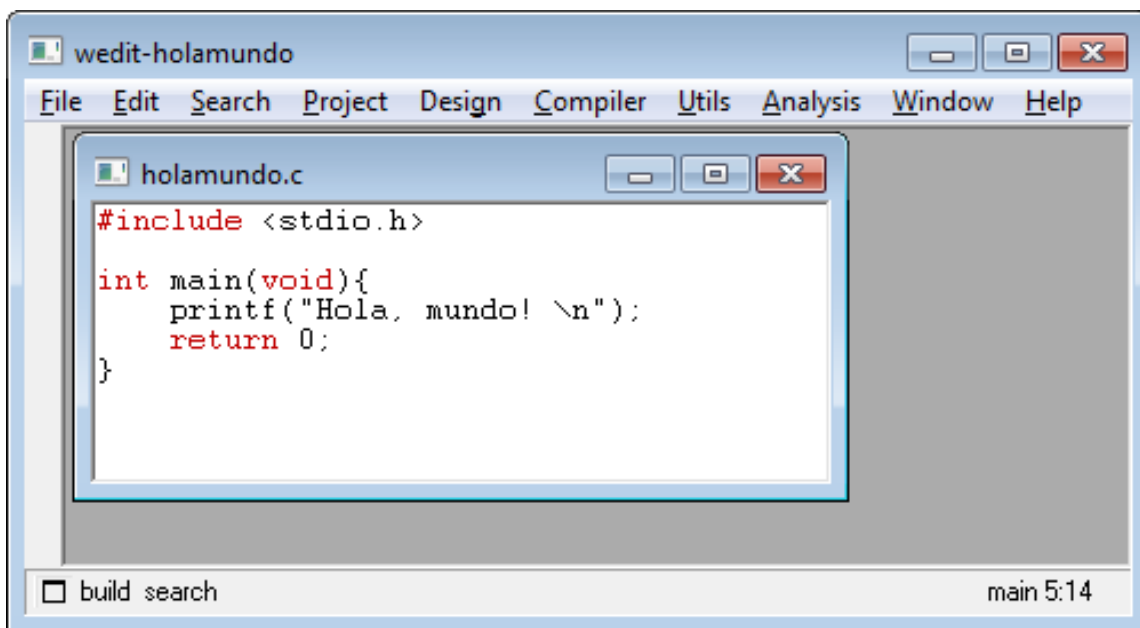 wedit-holamundo
File Edit Search Project Design Compiler Utils Analysis Window Help
holamundo.c
#include <stdio.h>
int main(void){
printf("Hola, mundo! \n");
return 0;
}
build search
main 5:14